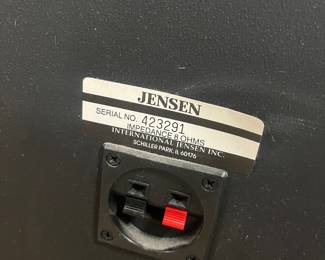 JENSEN
SERIAL NO. 423291
IMPEDANCE 8 OHMS
INTERNATIONAL JENSEN INC.
SCHILLER PARK, IL 60176